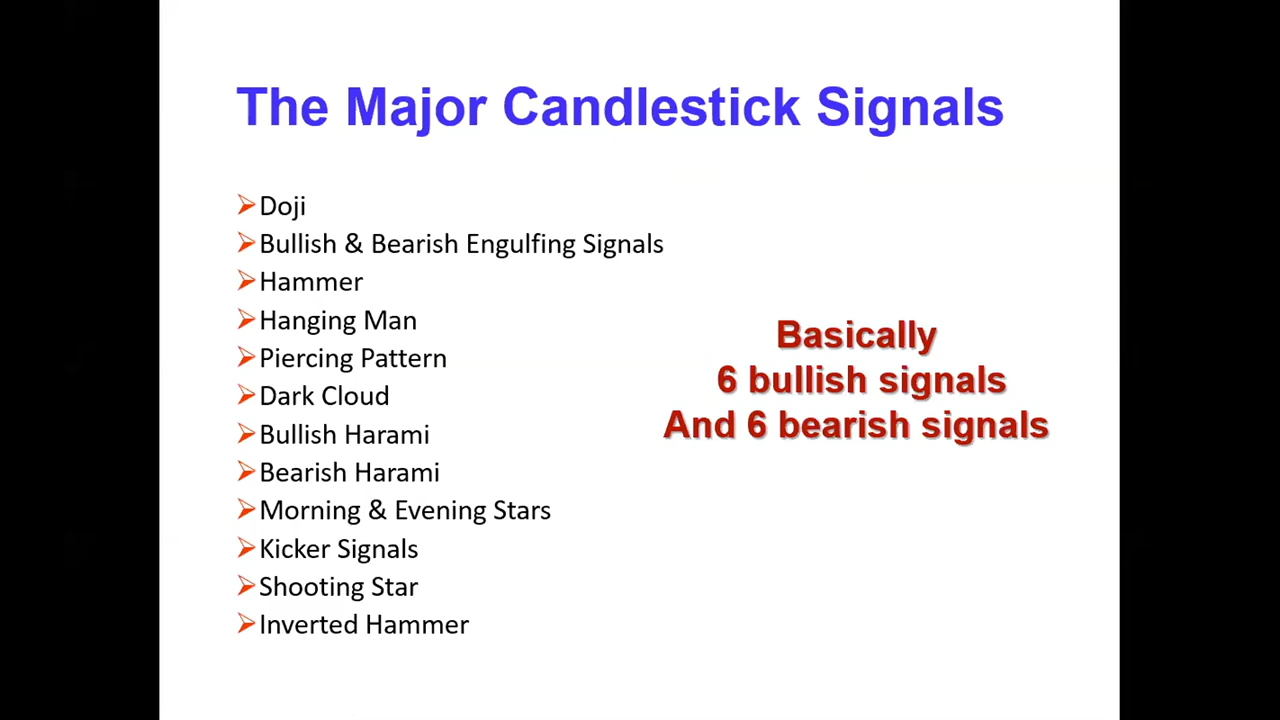 The Major Candlestick Signals
Doji
Bullish & Bearish Engulfing Signals
Hammer
Hanging Man
Piercing Pattern
Dark Cloud
Bullish Harami
Bearish Harami
Morning & Evening Stars
Kicker Signals
Shooting Star
Inverted Hammer
Basically
6 bullish signals
And 6 bearish signals